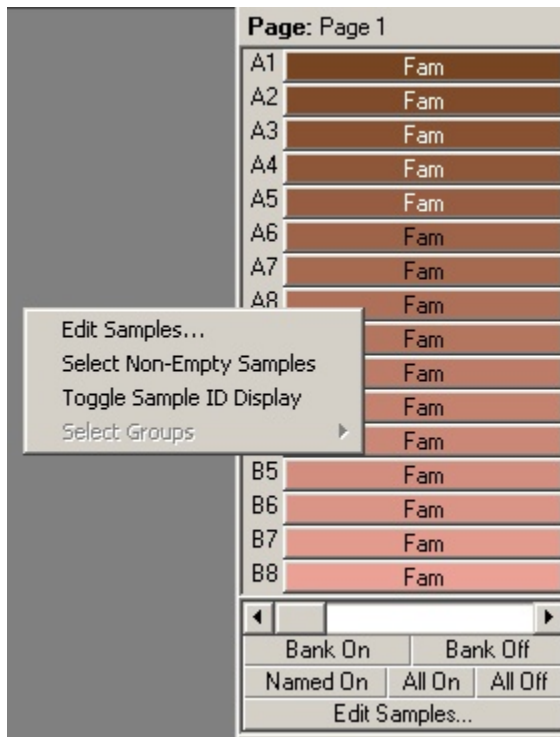 Page: Page 1
A1 Fam
A2 Fam
A3 Fam
A4 Fam
A5 Fam
A6 Fam
A7 Fam
A8 Fam
Edit Samples...
Select Non-Empty Samples
Toggle Sample ID Display
Select Groups
Fam
Fam
Fam
Fam
B5 Fam
B6 Fam
B7 Fam
B8 Fam
Bank On Bank Off
Named On All On All Off
Edit Samples...